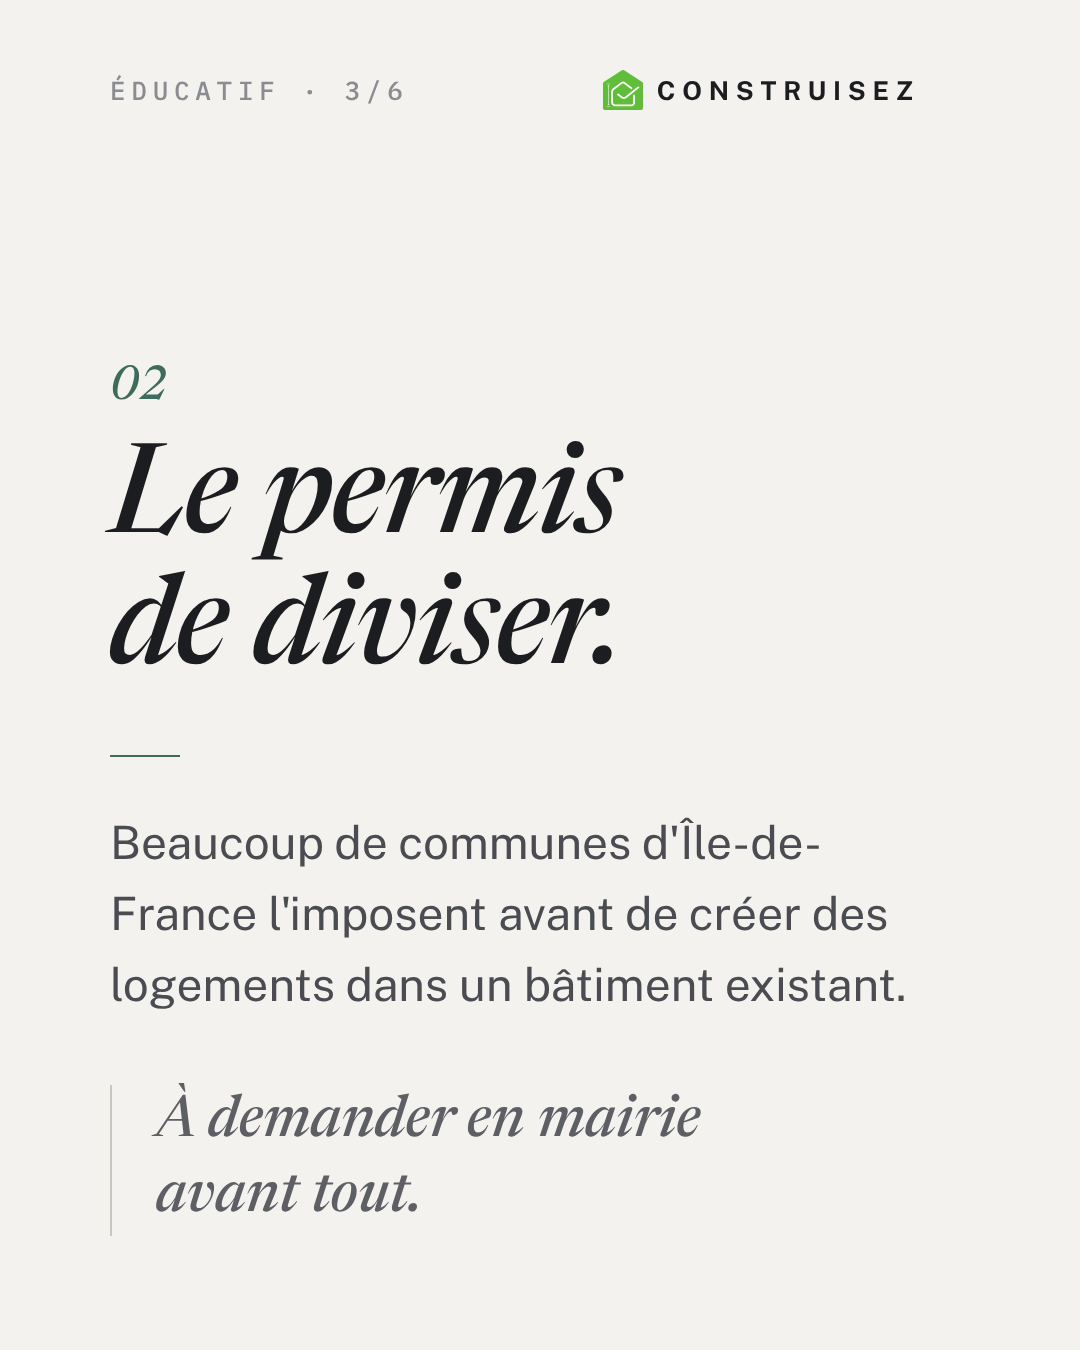 ÉDUCATIF · 3/6
CONSTRUISEZ
02
Le permis
de diviser.
Beaucoup de communes d'Île-de-
France l'imposent avant de créer des
logements dans un bâtiment existant.
À demander en mairie
avant tout.